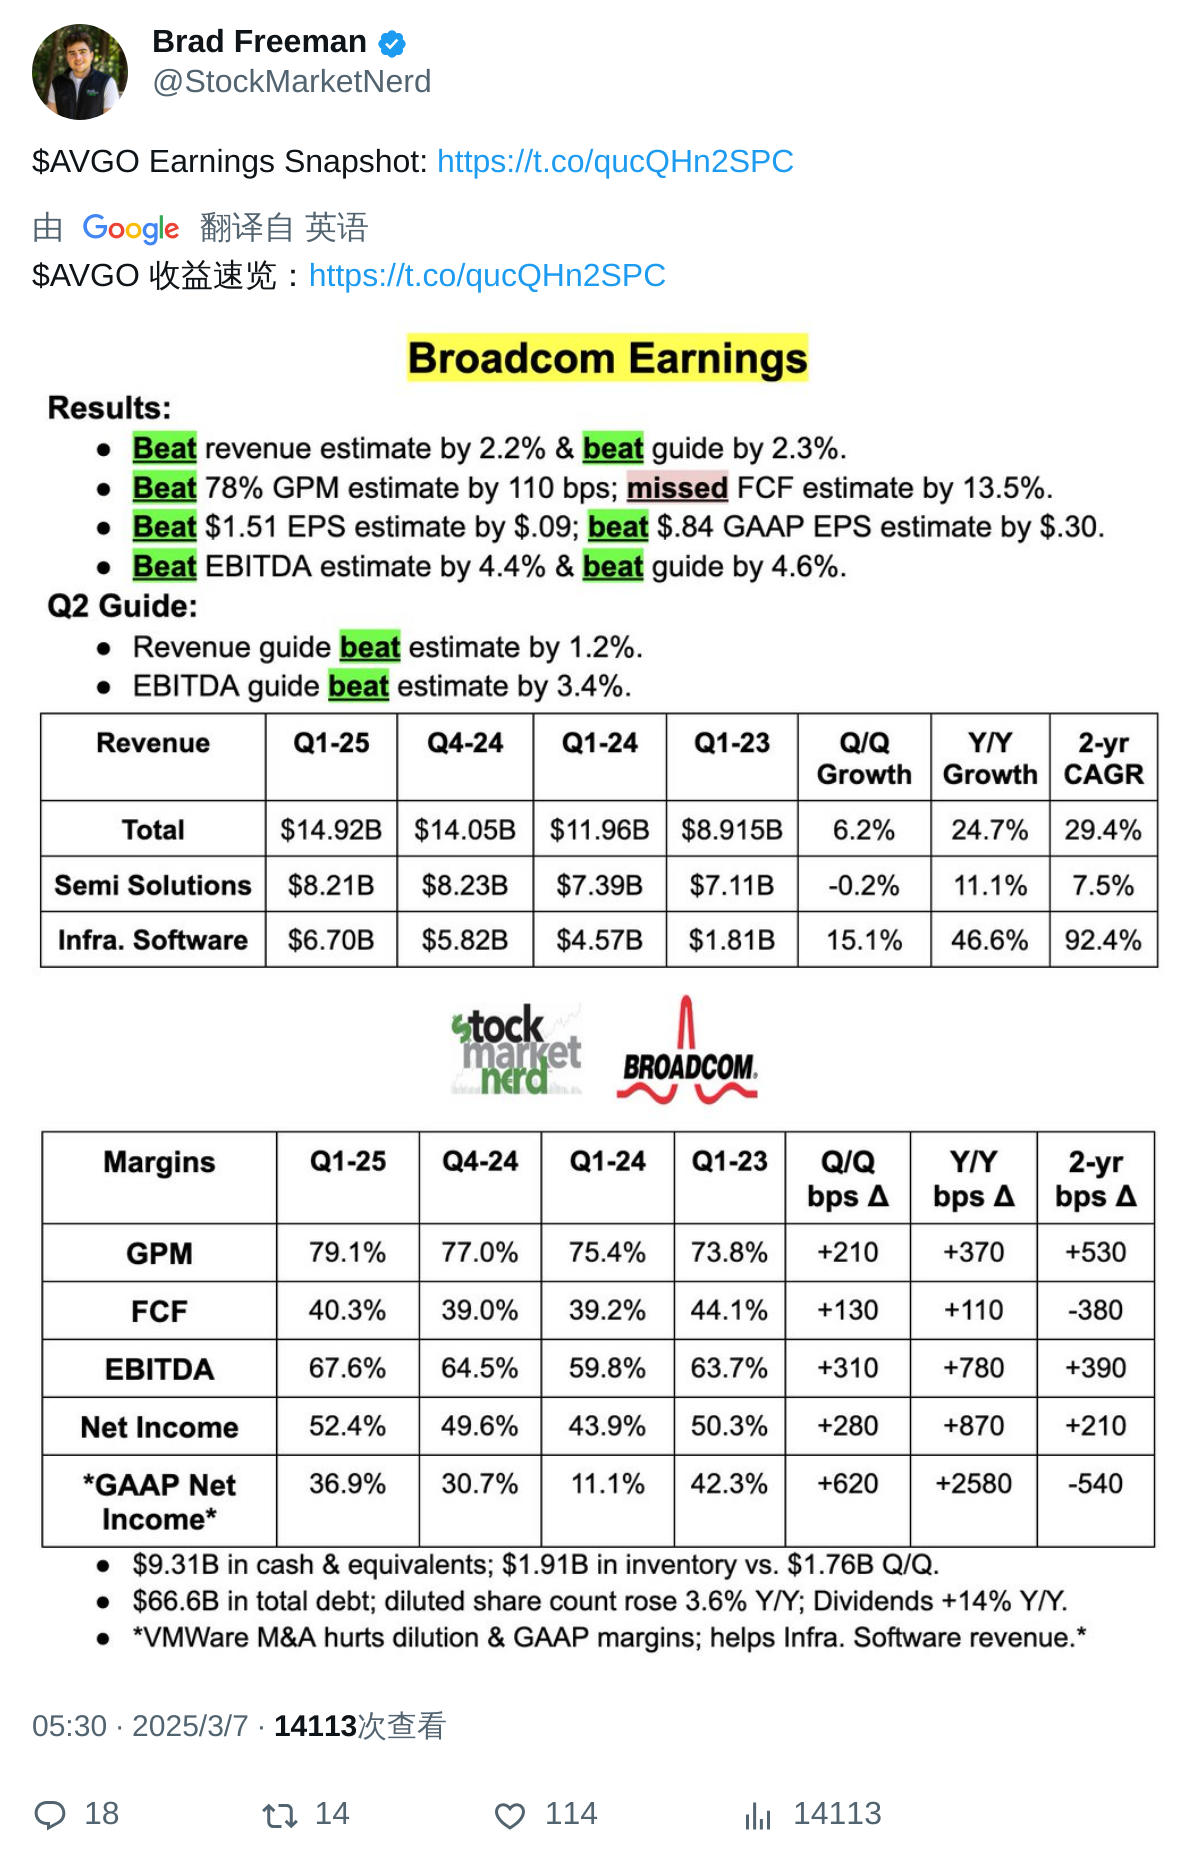 Brad Freeman
@StockMarketNerd
$AVGO Earnings Snapshot: https://t.co/qucQHn2SPC
由 Google 翻译自 英语
$AVGO 收益速览：https://t.co/qucQHn2SPC
Broadcom Earnings
Results:
● Beat revenue estimate by 2.2% & beat guide by 2.3%.
● Beat 78% GPM estimate by 110 bps; missed FCF estimate by 13.5%.
● Beat $1.51 EPS estimate by $.09; beat $.84 GAAP EPS estimate by $.30.
● Beat EBITDA estimate by 4.4% & beat guide by 4.6%.
Q2 Guide:
● Revenue guide beat estimate by 1.2%.
● EBITDA guide beat estimate by 3.4%.
Revenue Q1-25 Q4-24 Q1-24 Q1-23 Q/Q Growth Y/Y Growth 2-yr CAGR
Total $14.92B $14.05B $11.96B $8.915B 6.2% 24.7% 29.4%
Semi Solutions $8.21B $8.23B $7.39B $7.11B -0.2% 11.1% 7.5%
Infra. Software $6.70B $5.82B $4.57B $1.81B 15.1% 46.6% 92.4%
stock
market
nerd
BROADCOM.
Margins Q1-25 Q4-24 Q1-24 Q1-23 Q/Q bps Δ Y/Y bps Δ 2-yr bps Δ
GPM 79.1% 77.0% 75.4% 73.8% +210 +370 +530
FCF 40.3% 39.0% 39.2% 44.1% +130 +110 -380
EBITDA 67.6% 64.5% 59.8% 63.7% +310 +780 +390
Net Income 52.4% 49.6% 43.9% 50.3% +280 +870 +210
*GAAP Net Income* 36.9% 30.7% 11.1% 42.3% +620 +2580 -540
● $9.31B in cash & equivalents; $1.91B in inventory vs. $1.76B Q/Q.
● $66.6B in total debt; diluted share count rose 3.6% Y/Y; Dividends +14% Y/Y.
● *VMWare M&A hurts dilution & GAAP margins; helps Infra. Software revenue.*
05:30 · 2025/3/7 · 14113次查看
18 14 114 14113